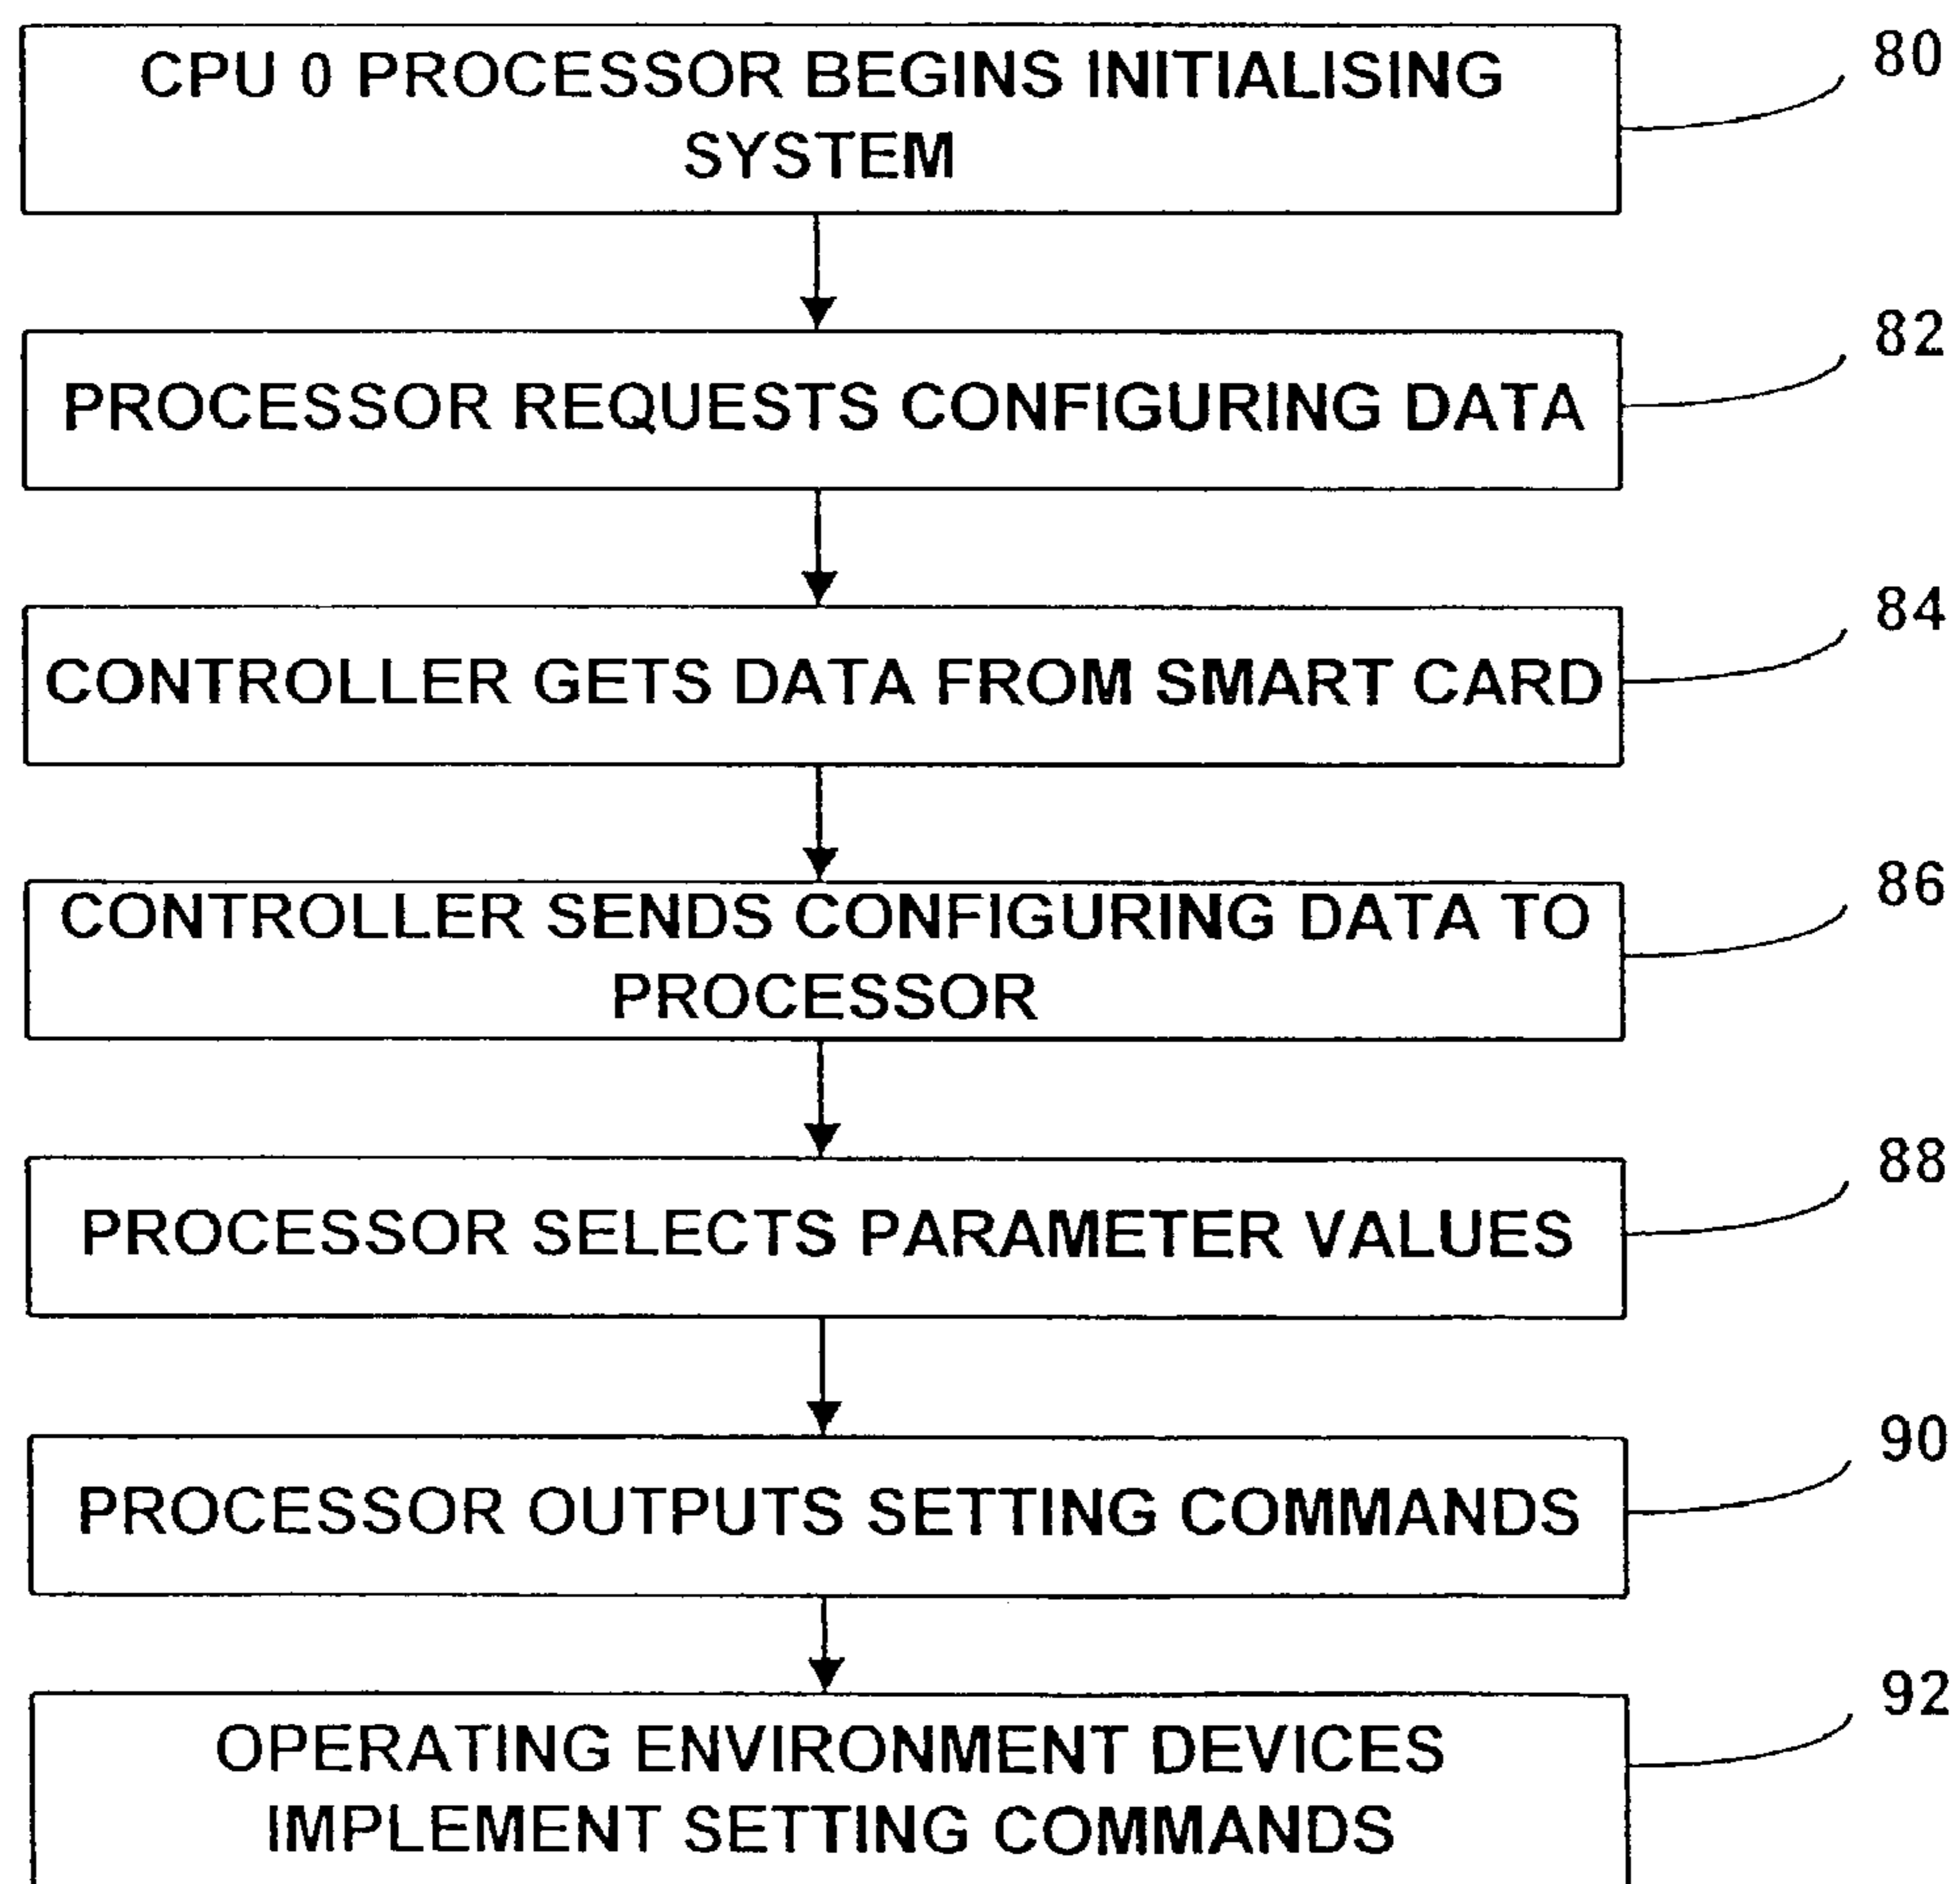 CPU 0 PROCESSOR BEGINS INITIALISING
SYSTEM
80
PROCESSOR REQUESTS CONFIGURING DATA
82
CONTROLLER GETS DATA FROM SMART CARD
84
CONTROLLER SENDS CONFIGURING DATA TO
PROCESSOR
86
PROCESSOR SELECTS PARAMETER VALUES
88
PROCESSOR OUTPUTS SETTING COMMANDS
90
OPERATING ENVIRONMENT DEVICES
IMPLEMENT SETTING COMMANDS
92